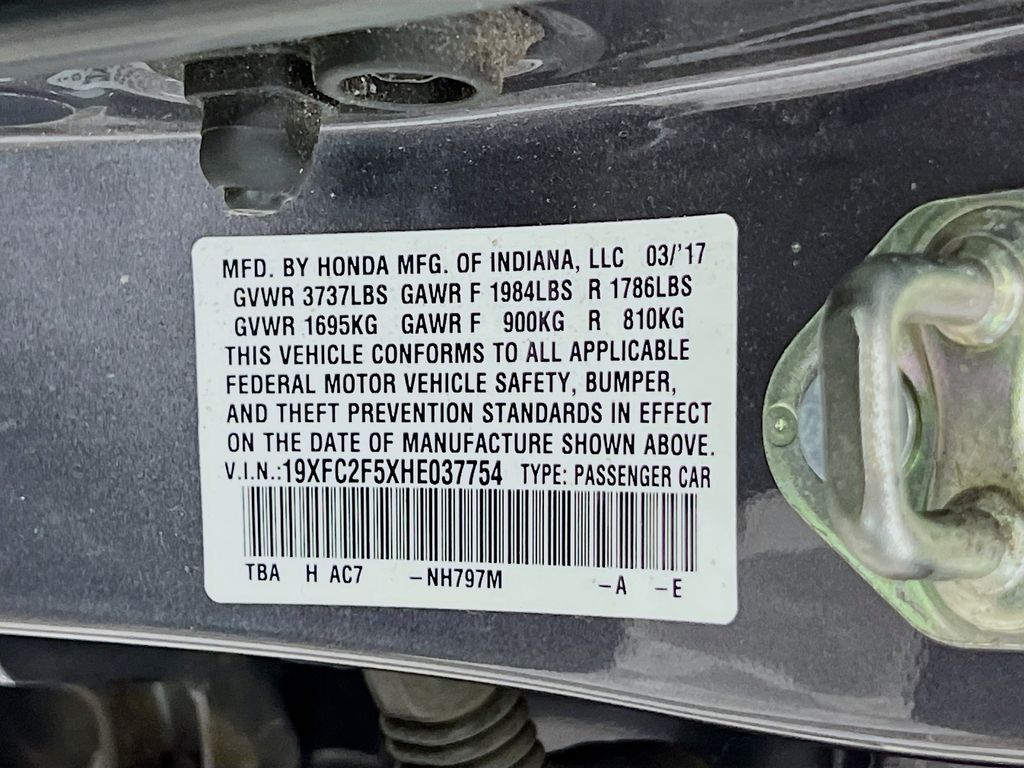 MFD. BY HONDA MFG. OF INDIANA, LLC 03/'17
GVWR 3737LBS GAWR F 1984LBS R 1786LBS
GVWR 1695KG GAWR F 900KG R 810KG
THIS VEHICLE CONFORMS TO ALL APPLICABLE
FEDERAL MOTOR VEHICLE SAFETY, BUMPER,
AND THEFT PREVENTION STANDARDS IN EFFECT
ON THE DATE OF MANUFACTURE SHOWN ABOVE.
V.I.N.:19XFC2F5XHE037754 TYPE: PASSENGER CAR
TBA H AC7 -NH797M -A -E